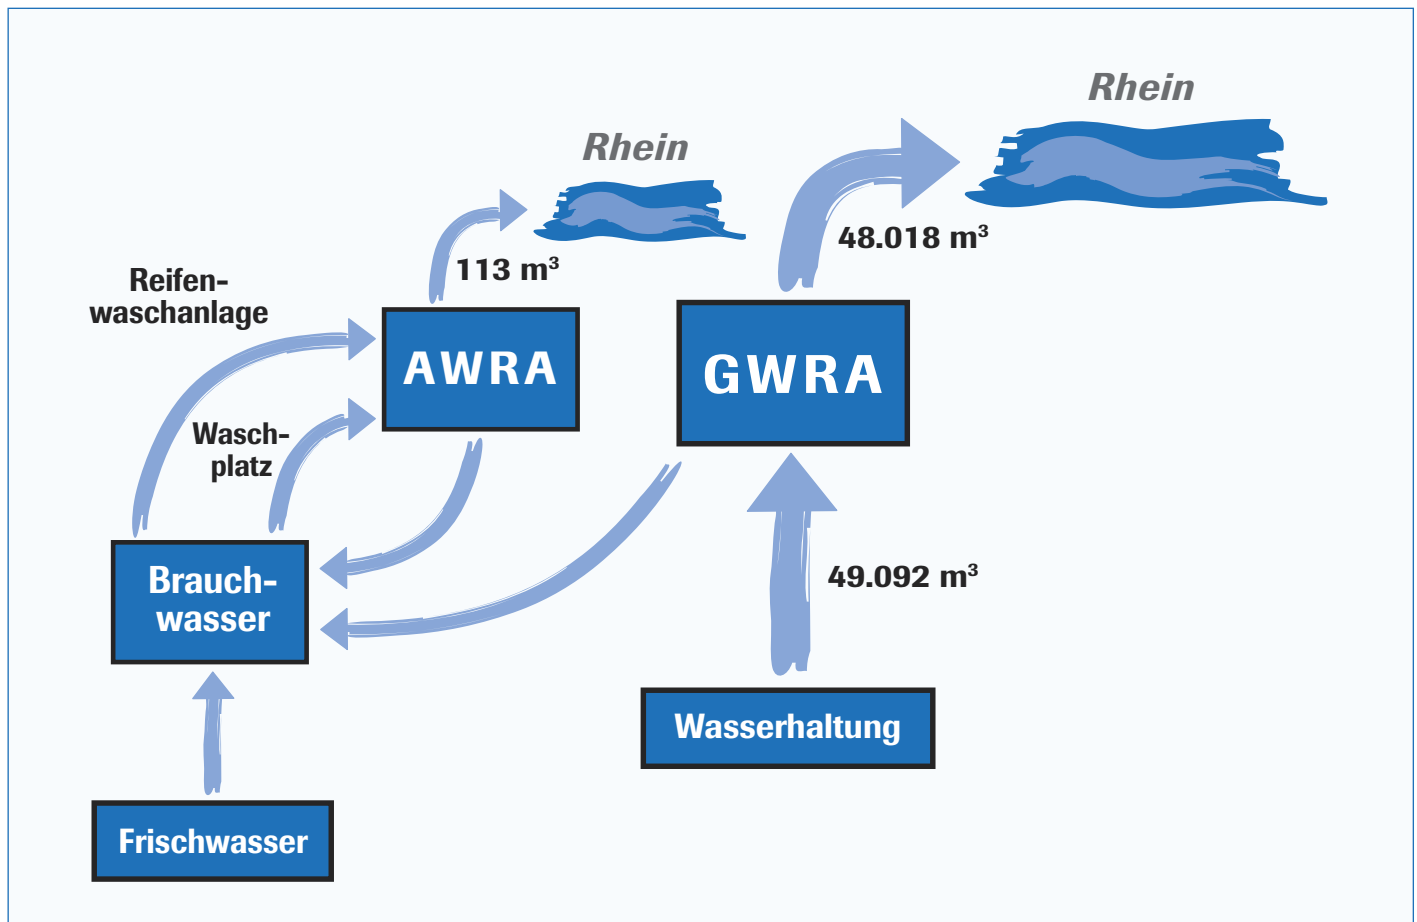 Rhein
Rhein
48.018 m³
113 m³
Reifen-
waschanlage
AWRA
GWRA
Wasch-
platz
Brauch-
wasser
49.092 m³
Wasserhaltung
Frischwasser